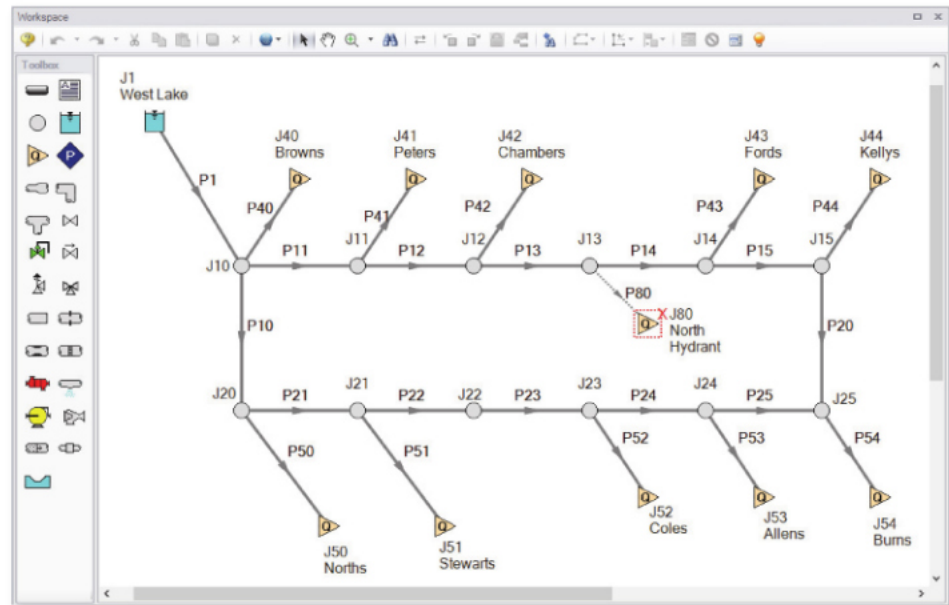 Workspace
Toolbox
J1
West Lake
J40
Browns
J41
Peters
J42
Chambers
J43
Fords
J44
Kellys
P1
P40
P41
P42
P43
P44
J10
P11
J11
P12
J12
P13
J13
P14
J14
P15
J15
P80
X J80
North
Hydrant
P10
P20
J20
P21
J21
P22
J22
P23
J23
P24
J24
P25
J25
P50
P51
P52
P53
P54
J50
Norths
J51
Stewarts
J52
Coles
J53
Allens
J54
Burns
Q
Q
Q
Q
Q
Q
Q
Q
Q
Q
Q
Q
P